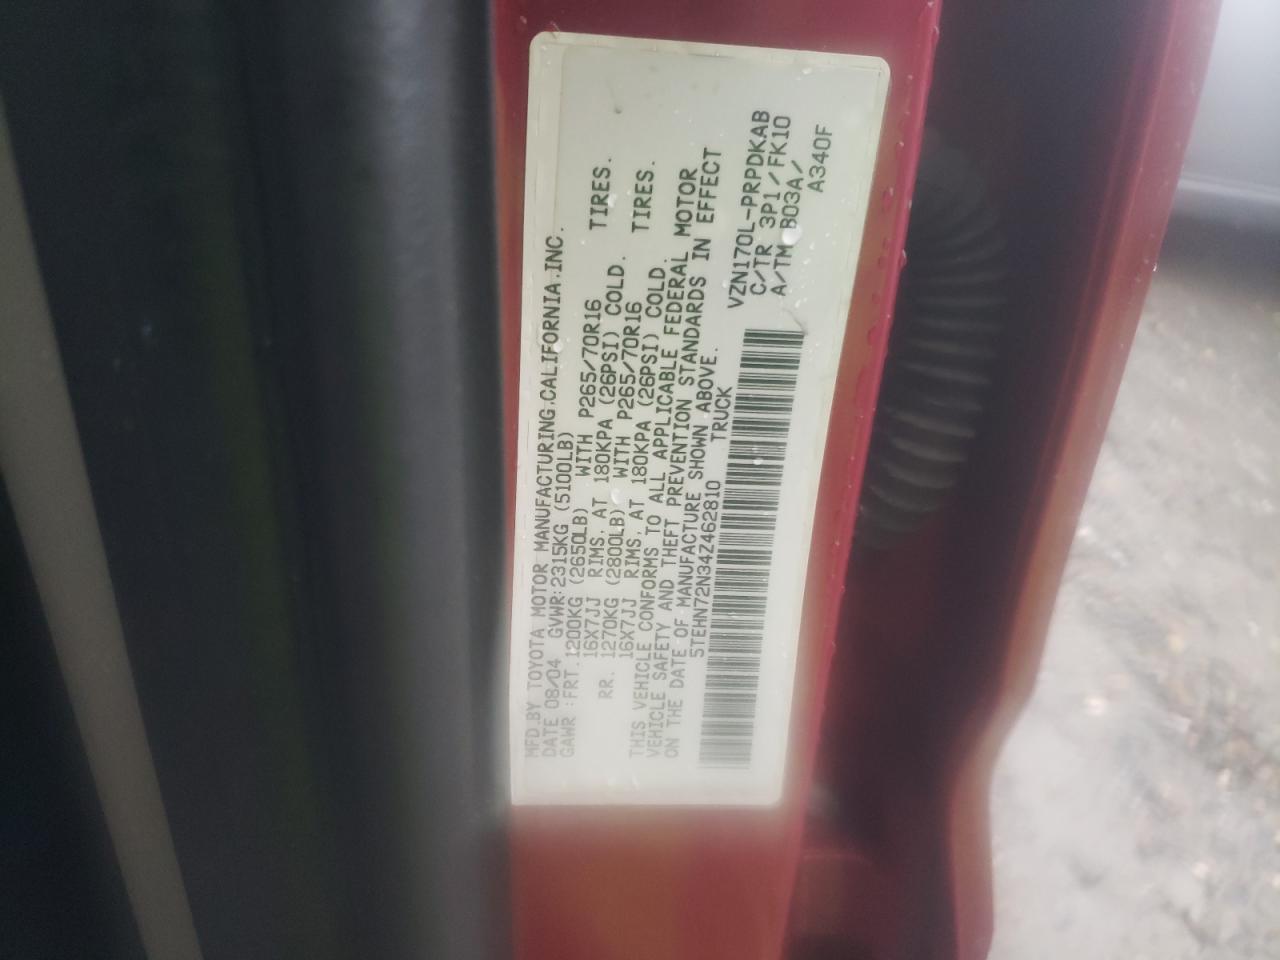 MFD.BY TOYOTA MOTOR MANUFACTURING.CALIFORNIA.INC.
DATE 08/04 GVWR:2315KG (5100LB)
GAWR :FRT.1200KG (2650LB) WITH P265/70R16 TIRES.
16X7JJ RIMS. AT 180KPA (26PSI) COLD.
RR. 1270KG (2800LB) WITH P265/70R16 TIRES.
16X7JJ RIMS. AT 180KPA (26PSI) COLD.
THIS VEHICLE CONFORMS TO ALL APPLICABLE FEDERAL MOTOR
VEHICLE SAFETY AND THEFT PREVENTION STANDARDS IN EFFECT
ON THE DATE OF MANUFACTURE SHOWN ABOVE.
5TEHN72N34Z462810 TRUCK
VZN170L-PRPDKAB
C/TR 3P1/FK10
A/TM B03A/
A340F